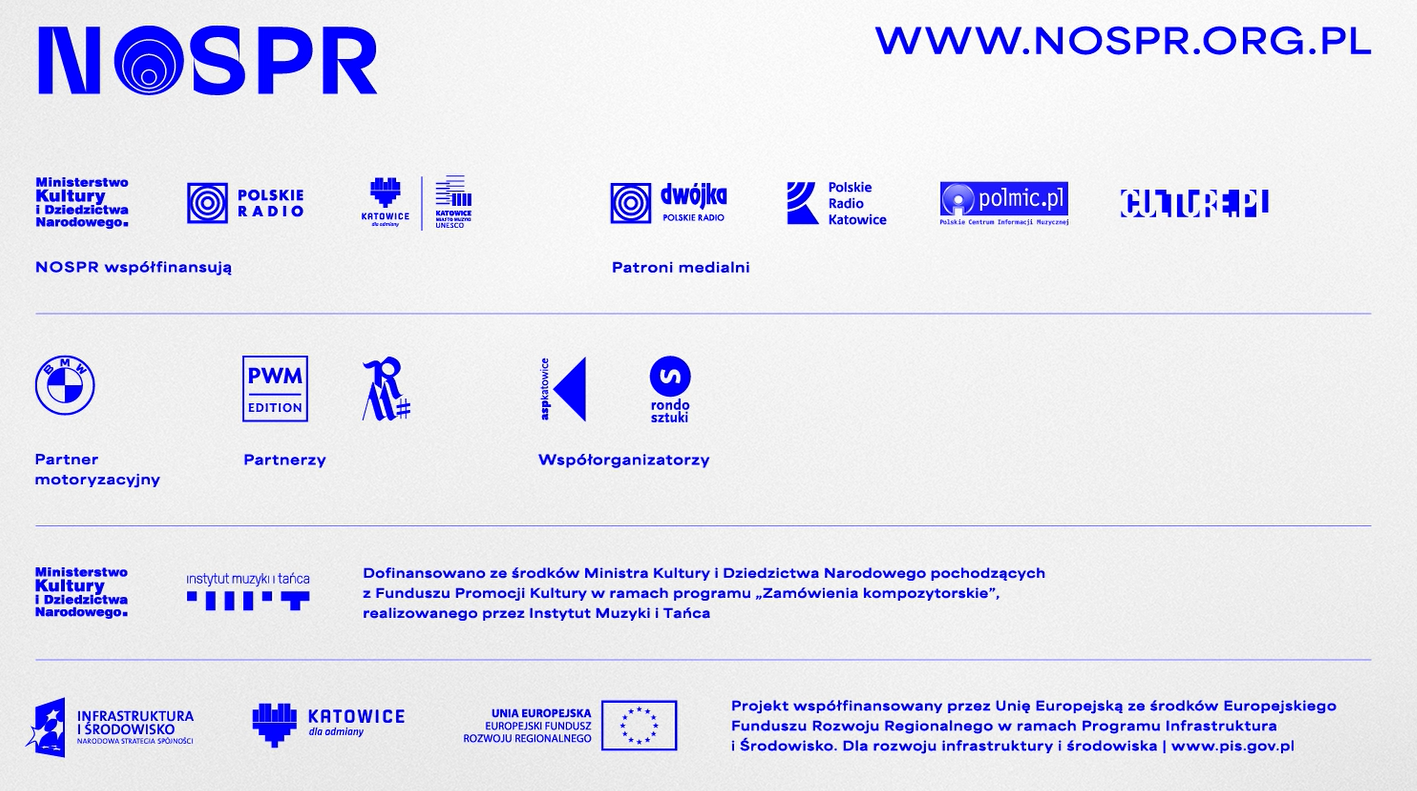 NOSPR
WWW.NOSPR.ORG.PL
Ministerstwo
Kultury
i Dziedzictwa
Narodowego.
POLSKIE
RADIO
KATOWICE
dla odmiany
KATOWICE
MIASTO MUZYKI
UNESCO
dwójka
POLSKIE RADIO
Polskie
Radio
Katowice
polmic.pl
Polskie Centrum Informacji Muzycznej
CULTURE.PL
NOSPR współfinansują
Patroni medialni
BMW
PWM
EDITION
aspkatowice
rondo
sztuki
Partner
motoryzacyjny
Partnerzy
Współorganizatorzy
Ministerstwo
Kultury
i Dziedzictwa
Narodowego.
instytut muzyki i tańca
Dofinansowano ze środków Ministra Kultury i Dziedzictwa Narodowego pochodzących
z Funduszu Promocji Kultury w ramach programu „Zamówienia kompozytorskie”,
realizowanego przez Instytut Muzyki i Tańca
INFRASTRUKTURA
I ŚRODOWISKO
NARODOWA STRATEGIA SPÓJNOŚCI
KATOWICE
dla odmiany
UNIA EUROPEJSKA
EUROPEJSKI FUNDUSZ
ROZWOJU REGIONALNEGO
Projekt współfinansowany przez Unię Europejską ze środków Europejskiego
Funduszu Rozwoju Regionalnego w ramach Programu Infrastruktura
i Środowisko. Dla rozwoju infrastruktury i środowiska | www.pis.gov.pl